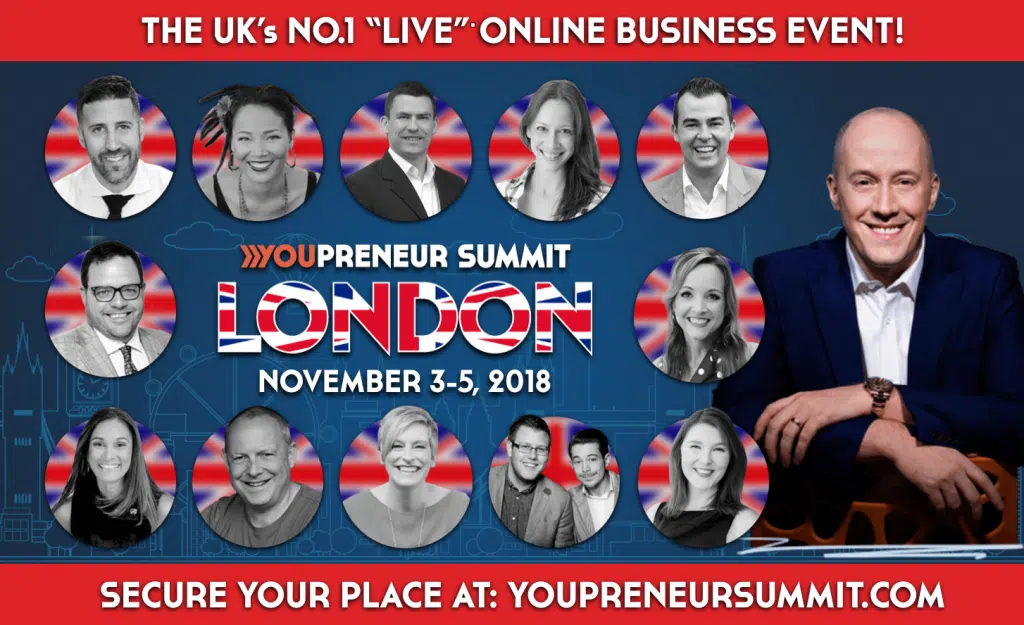 THE UK's NO.1 “LIVE” ONLINE BUSINESS EVENT!
YOUPRENEUR SUMMIT
LONDON
NOVEMBER 3-5, 2018
SECURE YOUR PLACE AT: YOUPRENEURSUMMIT.COM